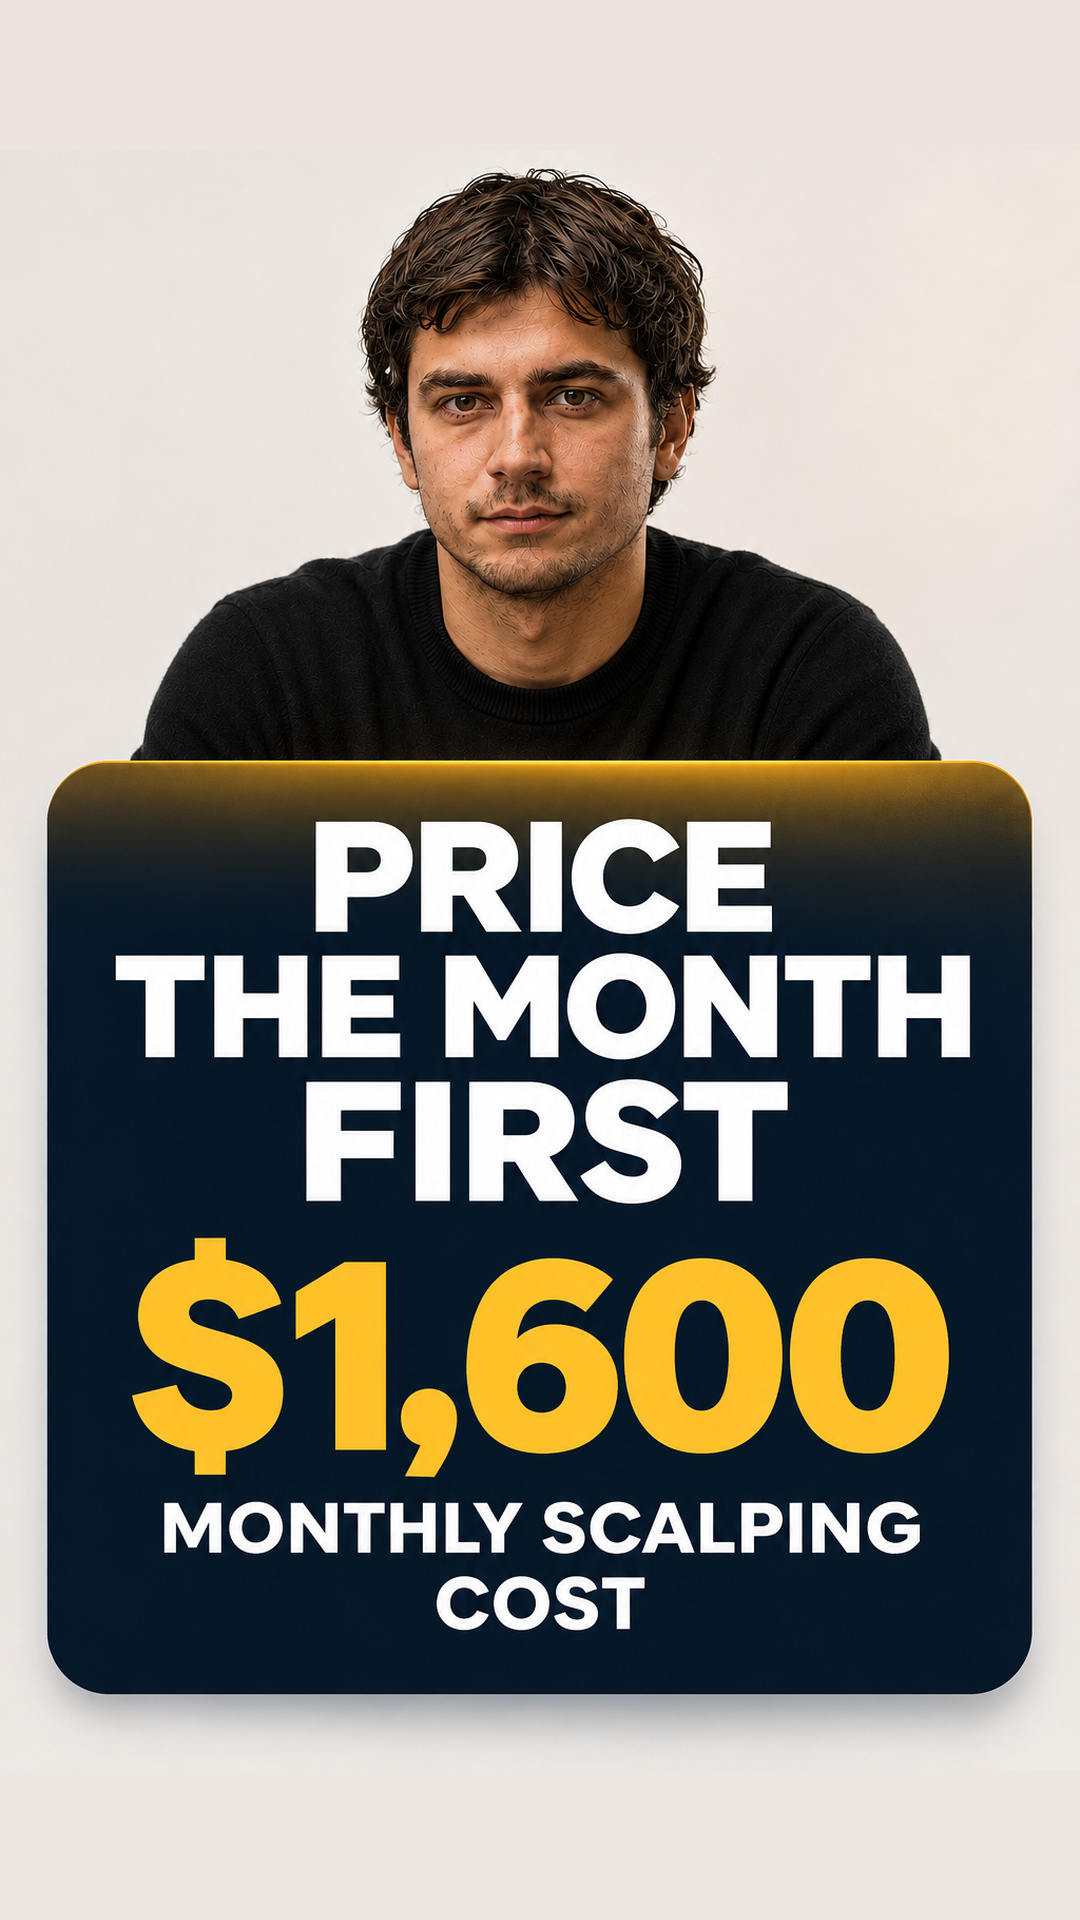 PRICE
THE MONTH
FIRST
$1,600
MONTHLY SCALPING
COST